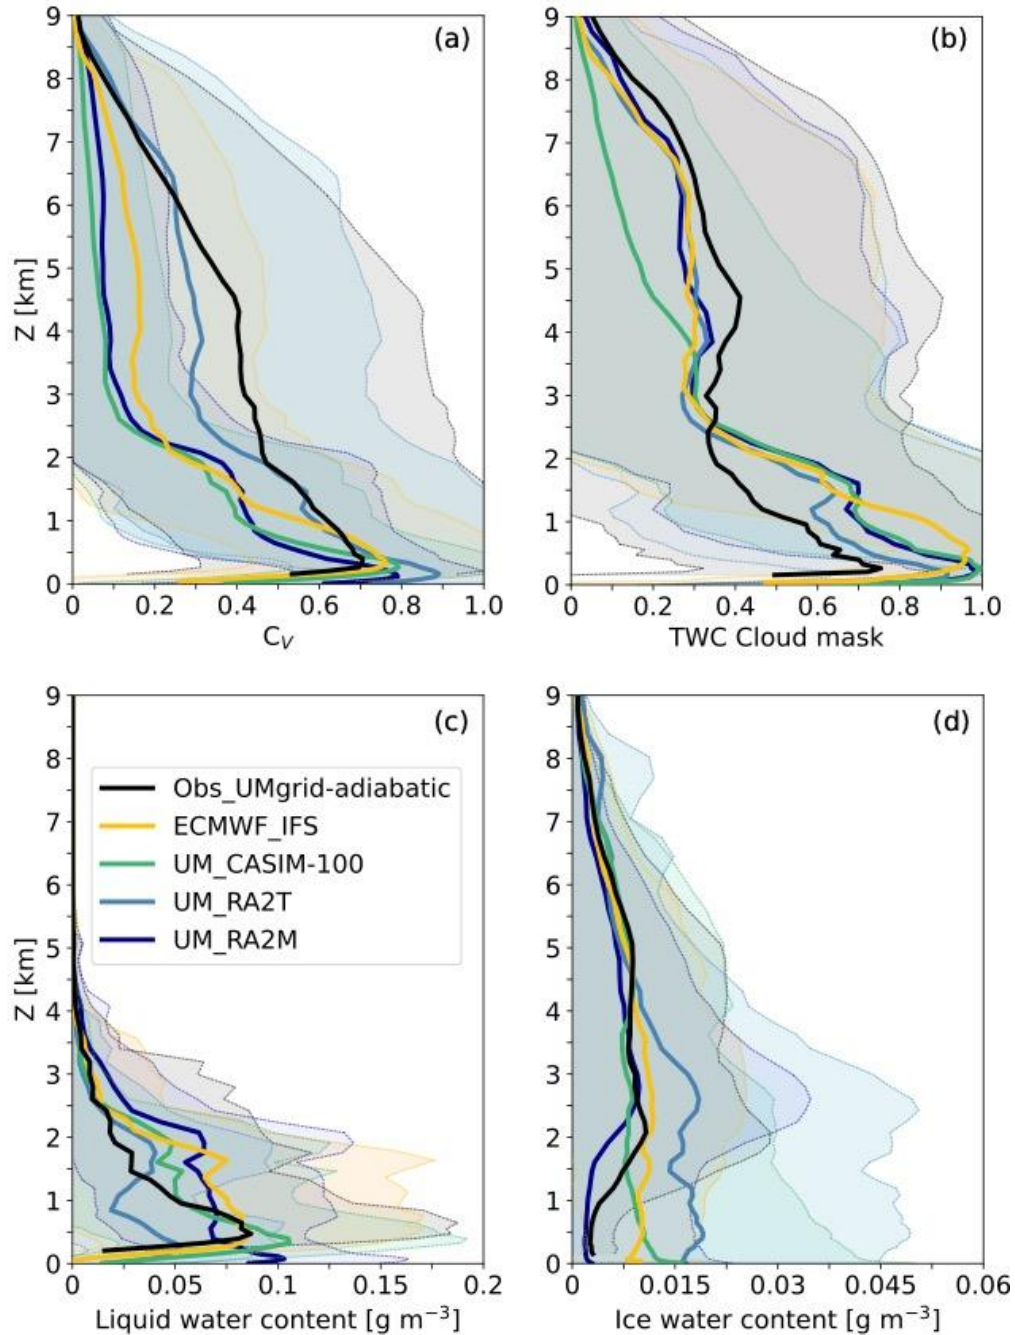 (a)
9
8
7
6
5
4
3
2
1
0
Z [km]
0 0.2 0.4 0.6 0.8 1.0
C_V
(b)
9
8
7
6
5
4
3
2
1
0
0 0.2 0.4 0.6 0.8 1.0
TWC Cloud mask
(c)
9
8
7
6
5
4
3
2
1
0
Z [km]
Obs_UMgrid-adiabatic
ECMWF_IFS
UM_CASIM-100
UM_RA2T
UM_RA2M
0 0.05 0.1 0.15 0.2
Liquid water content [g m⁻³]
(d)
9
8
7
6
5
4
3
2
1
0
0 0.015 0.03 0.045 0.06
Ice water content [g m⁻³]